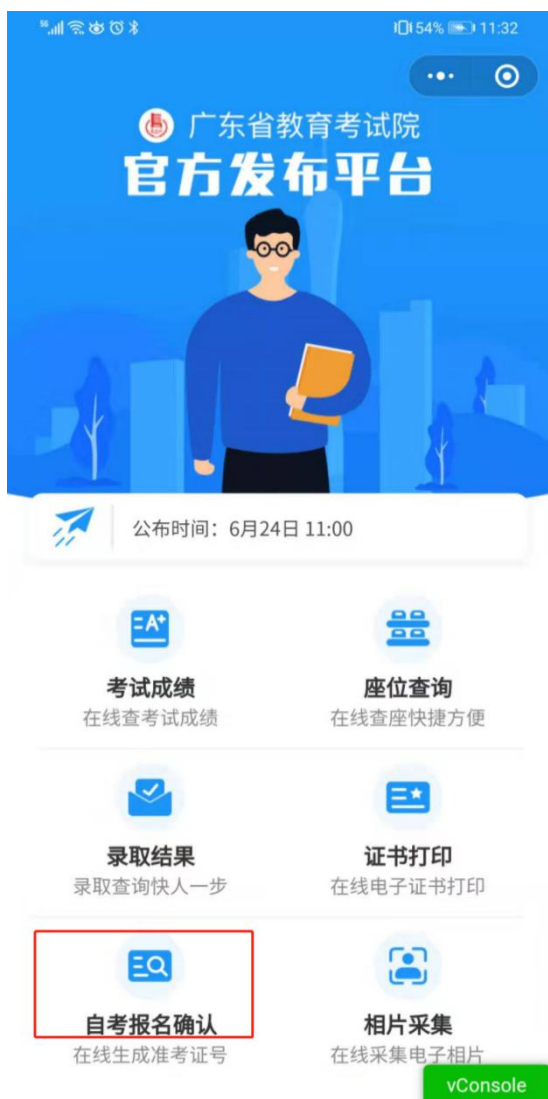 54% 11:32
广东省教育考试院
官方发布平台
公布时间：6月24日 11:00
考试成绩
在线查考试成绩
座位查询
在线查座快捷方便
录取结果
录取查询快人一步
证书打印
在线电子证书打印
自考报名确认
在线生成准考证号
相片采集
在线采集电子相片
vConsole